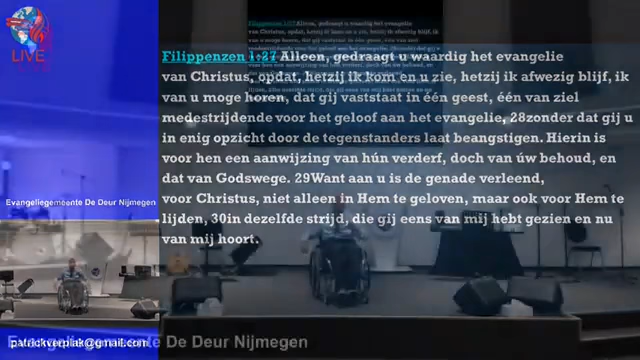 LIVE
Filippenzen 1:27 Alleen, gedraagt u waardig het evangelie
van Christus, opdat, hetzij ik kom en u zie, hetzij ik afwezig blijf, ik
van u moge horen, dat gij vaststaat in één geest, één van ziel
medestrijdende voor het geloof aan het evangelie, 28zonder dat gij u
in enig opzicht door de tegenstanders laat beangstigen. Hierin is
voor hen een aanwijzing van hún verderf, doch van úw behoud, en
dat van Godswege. 29Want aan u is de genade verleend,
voor Christus, niet alleen in Hem te geloven, maar ook voor Hem te
lijden, 30in dezelfde strijd, die gij eens van mij hebt gezien en nu
van mij hoort.
Evangeliegemeente De Deur Nijmegen
Evangeliegemeente De Deur Nijmegen
patrickverplak@gmail.com